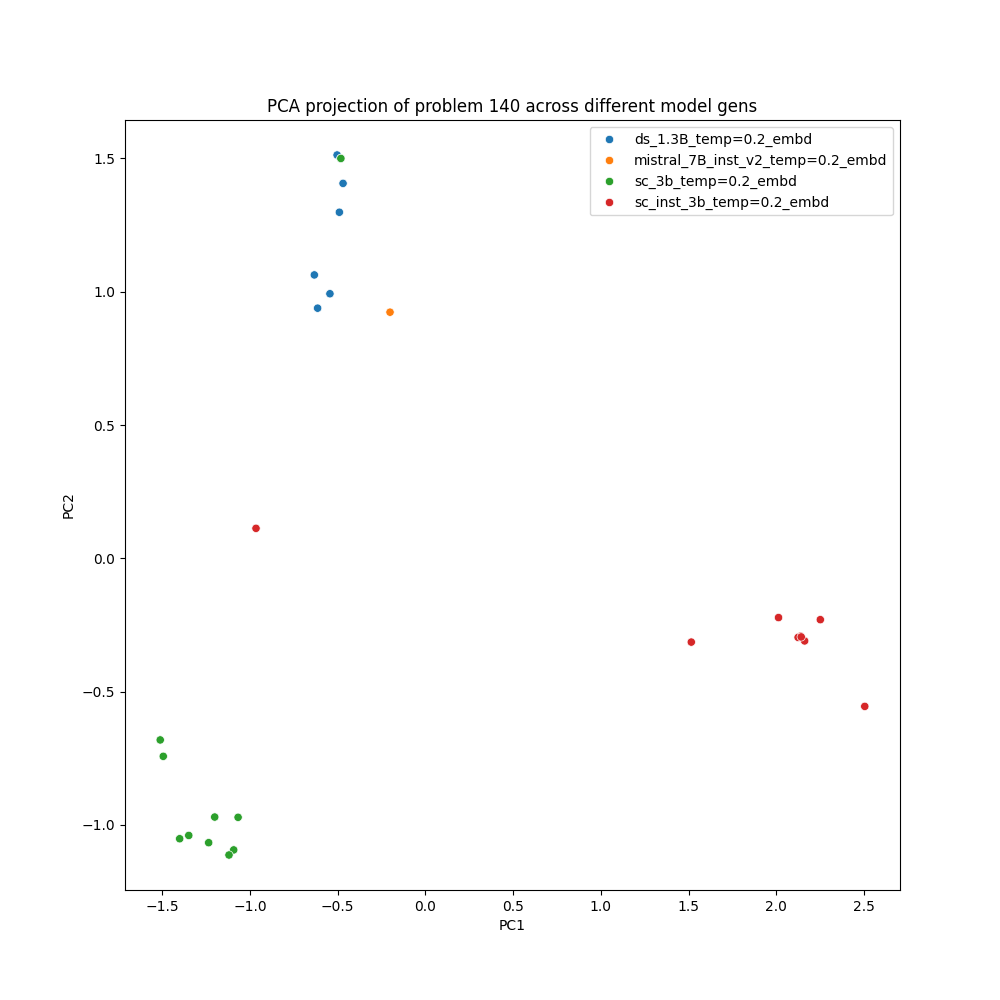 PCA projection of problem 140 across different model gens
ds_1.3B_temp=0.2_embd
mistral_7B_inst_v2_temp=0.2_embd
sc_3b_temp=0.2_embd
sc_inst_3b_temp=0.2_embd
1.5
1.0
0.5
0.0
−0.5
−1.0
PC2
−1.5 −1.0 −0.5 0.0 0.5 1.0 1.5 2.0 2.5
PC1